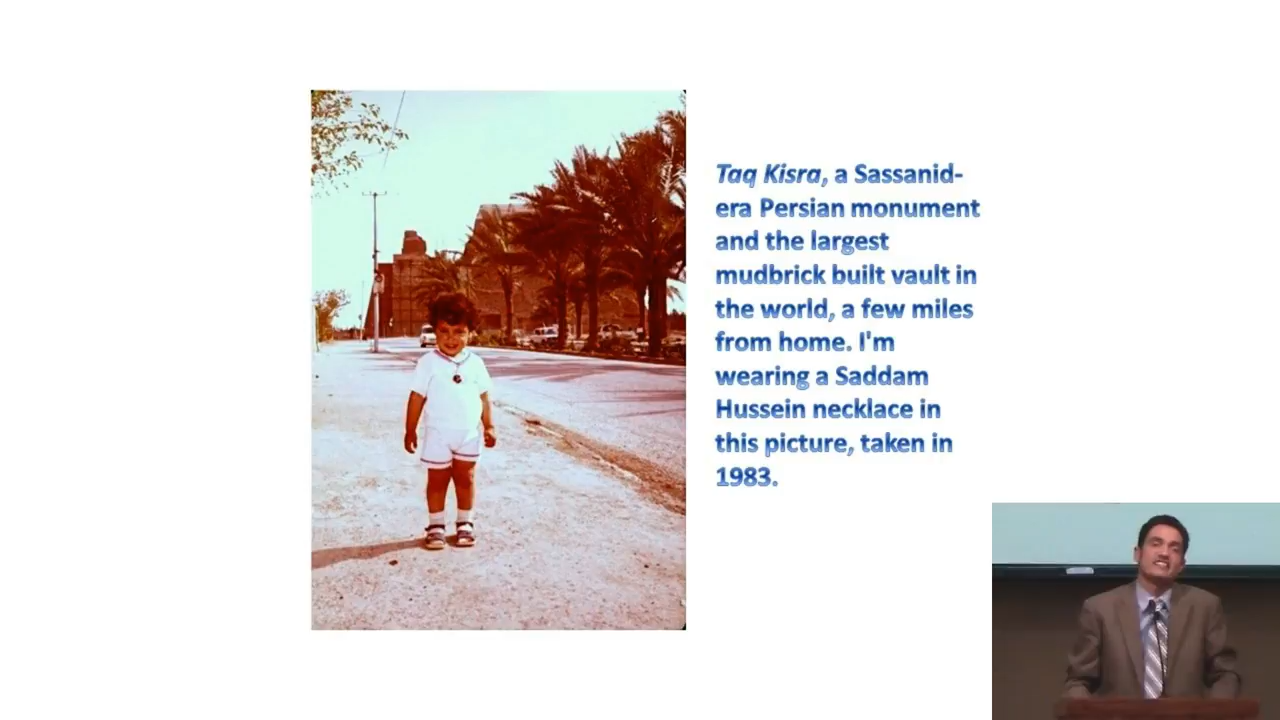 Taq Kisra, a Sassanid-
era Persian monument
and the largest
mudbrick built vault in
the world, a few miles
from home. I'm
wearing a Saddam
Hussein necklace in
this picture, taken in
1983.